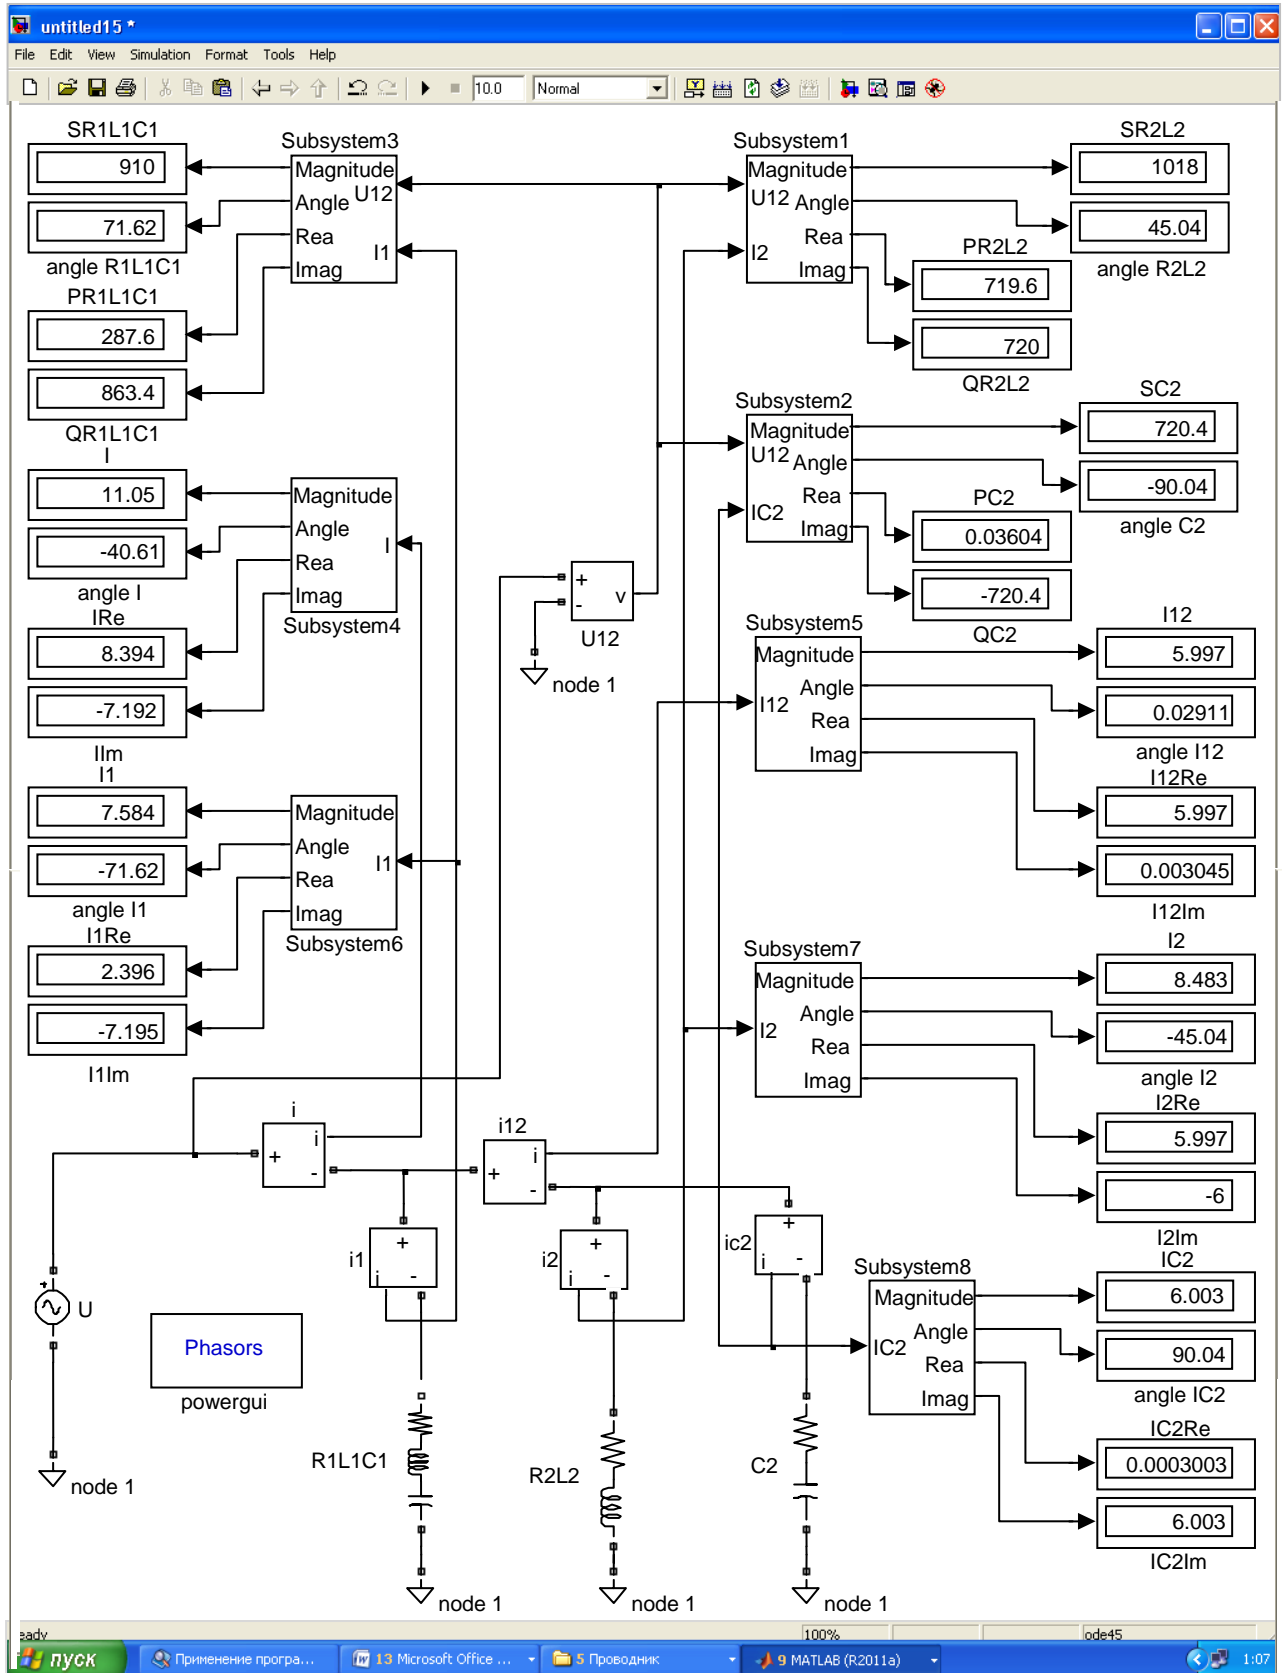 untitled15 *
File Edit View Simulation Format Tools Help
10.0 Normal
SR1L1C1
910
71.62
angle R1L1C1
PR1L1C1
287.6
863.4
QR1L1C1
Subsystem3
Magnitude
Angle
Rea
Imag
U12
I1
Subsystem1
Magnitude
U12
Angle
Rea
I2
Imag
SR2L2
1018
45.04
angle R2L2
PR2L2
719.6
720
QR2L2
Subsystem2
Magnitude
U12
Angle
Rea
IC2
Imag
SC2
720.4
-90.04
angle C2
PC2
0.03604
-720.4
QC2
I
11.05
-40.61
angle I
IRe
8.394
-7.192
IIm
Magnitude
Angle
Rea
Imag
I
Subsystem4
+
-
v
U12
node 1
Subsystem5
Magnitude
Angle
I12
Rea
Imag
I12
5.997
0.02911
angle I12
I12Re
5.997
0.003045
I12Im
I1
7.584
-71.62
angle I1
I1Re
2.396
-7.195
I1Im
Magnitude
Angle
Rea
Imag
I1
Subsystem6
Subsystem7
Magnitude
Angle
I2
Rea
Imag
I2
8.483
-45.04
angle I2
I2Re
5.997
-6
I2Im
i
+
i
-
i12
+
i
-
i1
+
i
-
i2
+
i
-
ic2
+
i
-
Subsystem8
Magnitude
Angle
IC2
Rea
Imag
IC2
6.003
90.04
angle IC2
IC2Re
0.0003003
6.003
IC2Im
+
U
node 1
Phasors
powergui
R1L1C1
R2L2
C2
node 1
node 1
node 1
eady 100% ode45
пуск Применение програ... 13 Microsoft Office ... 5 Проводник 9 MATLAB (R2011a) 1:07